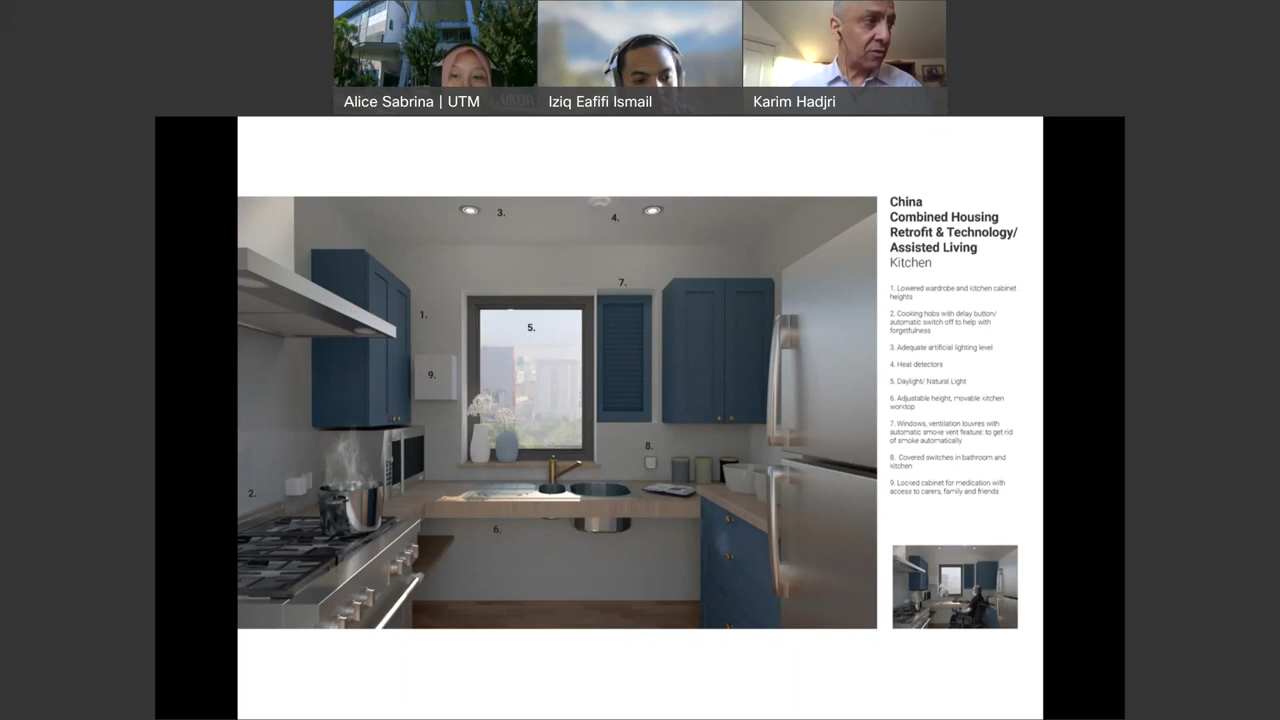 Alice Sabrina | UTM
Iziq Eafifi Ismail
Karim Hadjri
China
Combined Housing
Retrofit & Technology/
Assisted Living
Kitchen
1. Lowered wardrobe and kitchen cabinet
heights
2. Cooking hobs with delay button/
automatic switch off to help with
forgetfulness
3. Adequate artificial lighting level
4. Heat detectors
5. Daylight/ Natural Light
6. Adjustable height, movable kitchen
worktop
7. Windows, ventilation louvres with
automatic smoke vent feature: to get rid
of smoke automatically
8. Covered switches in bathroom and
kitchen
9. Locked cabinet for medication with
access to carers, family and friends
3.
4.
7.
1.
5.
9.
8.
2.
6.